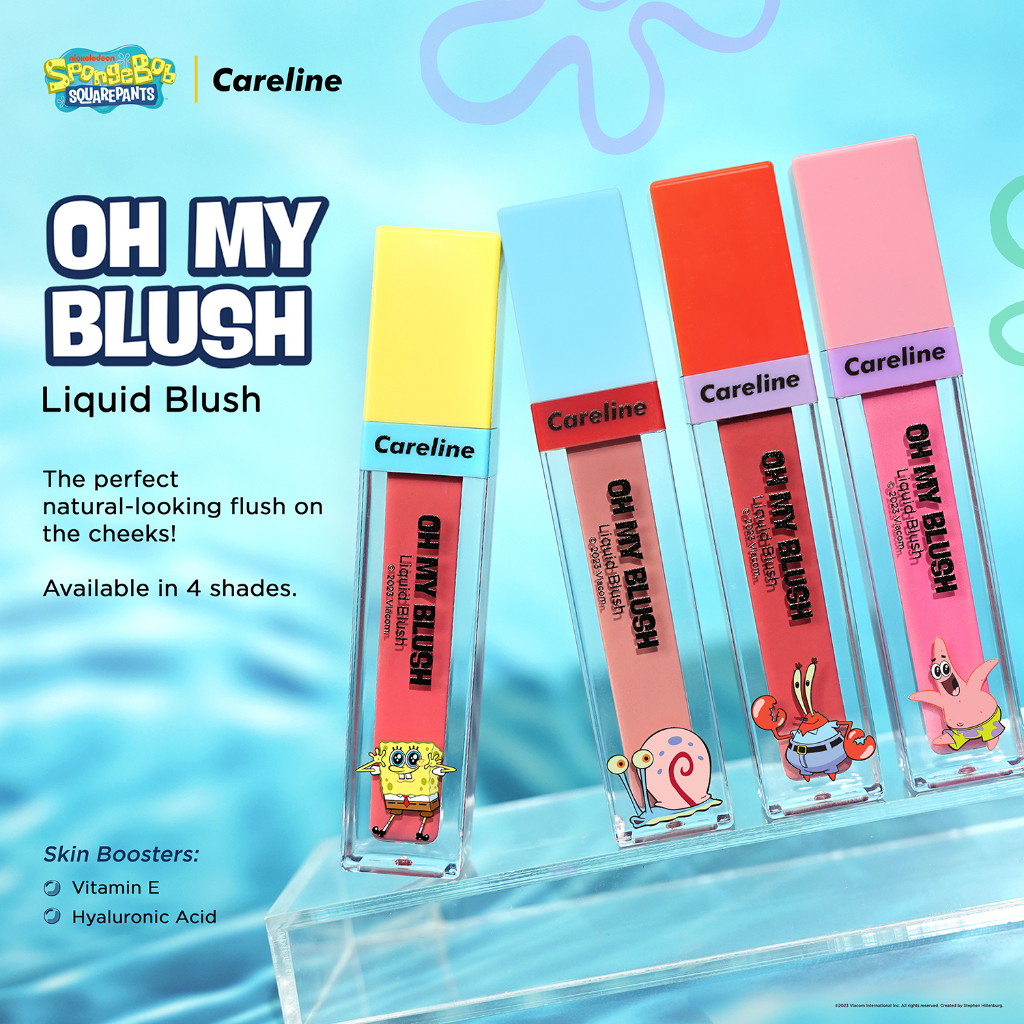 nickelodeon
SPONGEBOB
SQUAREPANTS
Careline
OH MY
BLUSH
Liquid Blush
The perfect
natural-looking flush on
the cheeks!
Available in 4 shades.
Skin Boosters:
Vitamin E
Hyaluronic Acid
Careline
OH MY BLUSH
Liquid Blush
©2023 Viacom.
Careline
OH MY BLUSH
Liquid Blush
©2023 Viacom.
Careline
OH MY BLUSH
Liquid Blush
©2023 Viacom.
Careline
OH MY BLUSH
Liquid Blush
©2023 Viacom.
©2023 Viacom International Inc. All rights reserved. Created by Stephen Hillenburg.